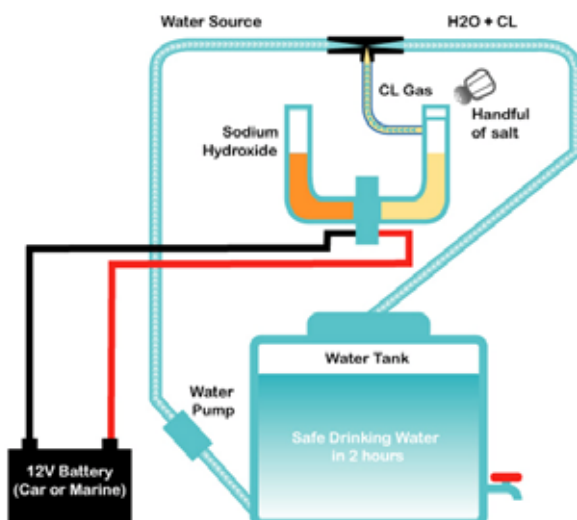 Water Source
H2O + CL
CL Gas
Handful
of salt
Sodium
Hydroxide
Water Tank
Water
Pump
Safe Drinking Water
in 2 hours
12V Battery
(Car or Marine)